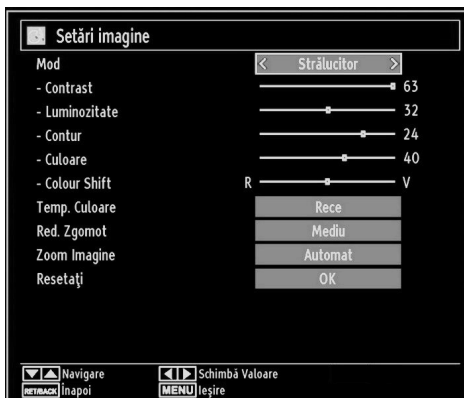 Setări imagine
Mod < Strălucitor >
- Contrast 63
- Luminozitate 32
- Contur 24
- Culoare 40
- Colour Shift R V
Temp. Culoare Rece
Red. Zgomot Mediu
Zoom Imagine Automat
Resetaţi OK
Navigare Schimbă Valoare
RET/BACK Înapoi MENU Ieşire